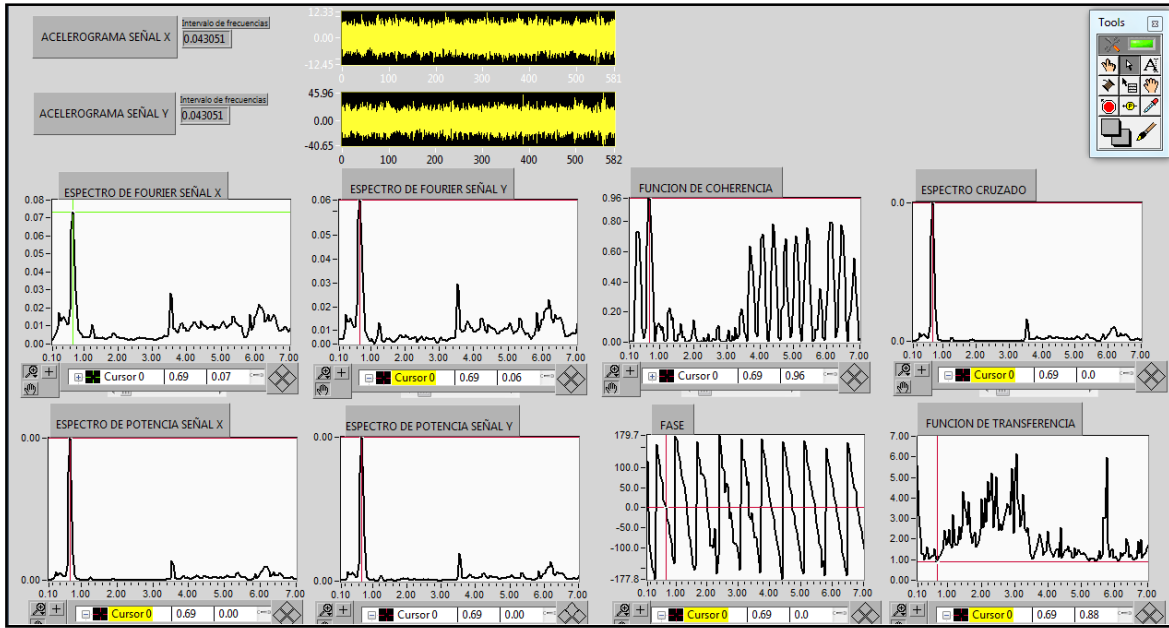 ACELEROGRAMA SEÑAL X
Intervalo de frecuencias
0.043051
12.33
0.00
-12.45
0 100 200 300 400 500 581
Tools
ACELEROGRAMA SEÑAL Y
Intervalo de frecuencias
0.043051
45.96
0.00
-40.65
0 100 200 300 400 500 582
ESPECTRO DE FOURIER SEÑAL X
0.08
0.07
0.06
0.05
0.04
0.03
0.02
0.01
0.00
0.10 1.00 2.00 3.00 4.00 5.00 6.00 7.00
Cursor 0 0.69 0.07
ESPECTRO DE FOURIER SEÑAL Y
0.06
0.05
0.04
0.03
0.02
0.01
0.00
0.10 1.00 2.00 3.00 4.00 5.00 6.00 7.00
Cursor 0 0.69 0.06
FUNCION DE COHERENCIA
0.96
0.80
0.60
0.40
0.20
0.00
0.10 1.00 2.00 3.00 4.00 5.00 6.00 7.00
Cursor 0 0.69 0.96
ESPECTRO CRUZADO
0.0
0.0
0.10 1.00 2.00 3.00 4.00 5.00 6.00 7.00
Cursor 0 0.69 0.0
ESPECTRO DE POTENCIA SEÑAL X
0.00
0.00
0.10 1.00 2.00 3.00 4.00 5.00 6.00 7.00
Cursor 0 0.69 0.00
ESPECTRO DE POTENCIA SEÑAL Y
0.00
0.00
0.10 1.00 2.00 3.00 4.00 5.00 6.00 7.00
Cursor 0 0.69 0.00
FASE
179.7
100.0
50.0
0.0
-50.0
-100.0
-177.8
0.10 1.00 2.00 3.00 4.00 5.00 6.00 7.00
Cursor 0 0.69 0.0
FUNCION DE TRANSFERENCIA
7.00
6.00
5.00
4.00
3.00
2.00
1.00
0.00
0.10 1.00 2.00 3.00 4.00 5.00 6.00 7.00
Cursor 0 0.69 0.88